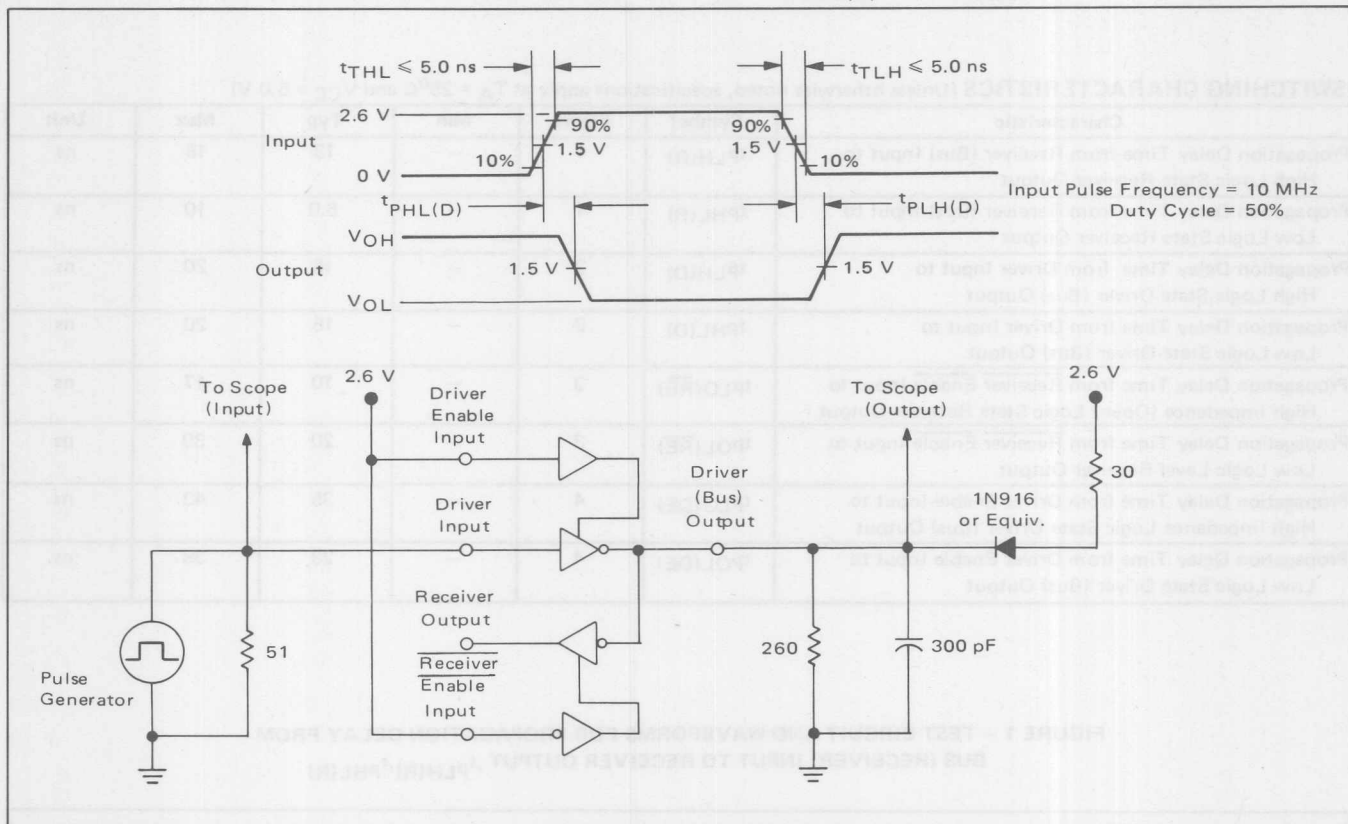 tTHL ≤ 5.0 ns
tTLH ≤ 5.0 ns
2.6 V
90%
90%
Input
1.5 V
1.5 V
10%
10%
0 V
Input Pulse Frequency = 10 MHz
Duty Cycle = 50%
tPHL(D)
tPLH(D)
VOH
Output
1.5 V
1.5 V
VOL
To Scope
(Input)
2.6 V
Driver
Enable
Input
To Scope
(Output)
2.6 V
30
Driver
Input
Driver
(Bus)
Output
1N916
or Equiv.
Receiver
Output
Receiver
Enable
Input
51
260
300 pF
Pulse
Generator